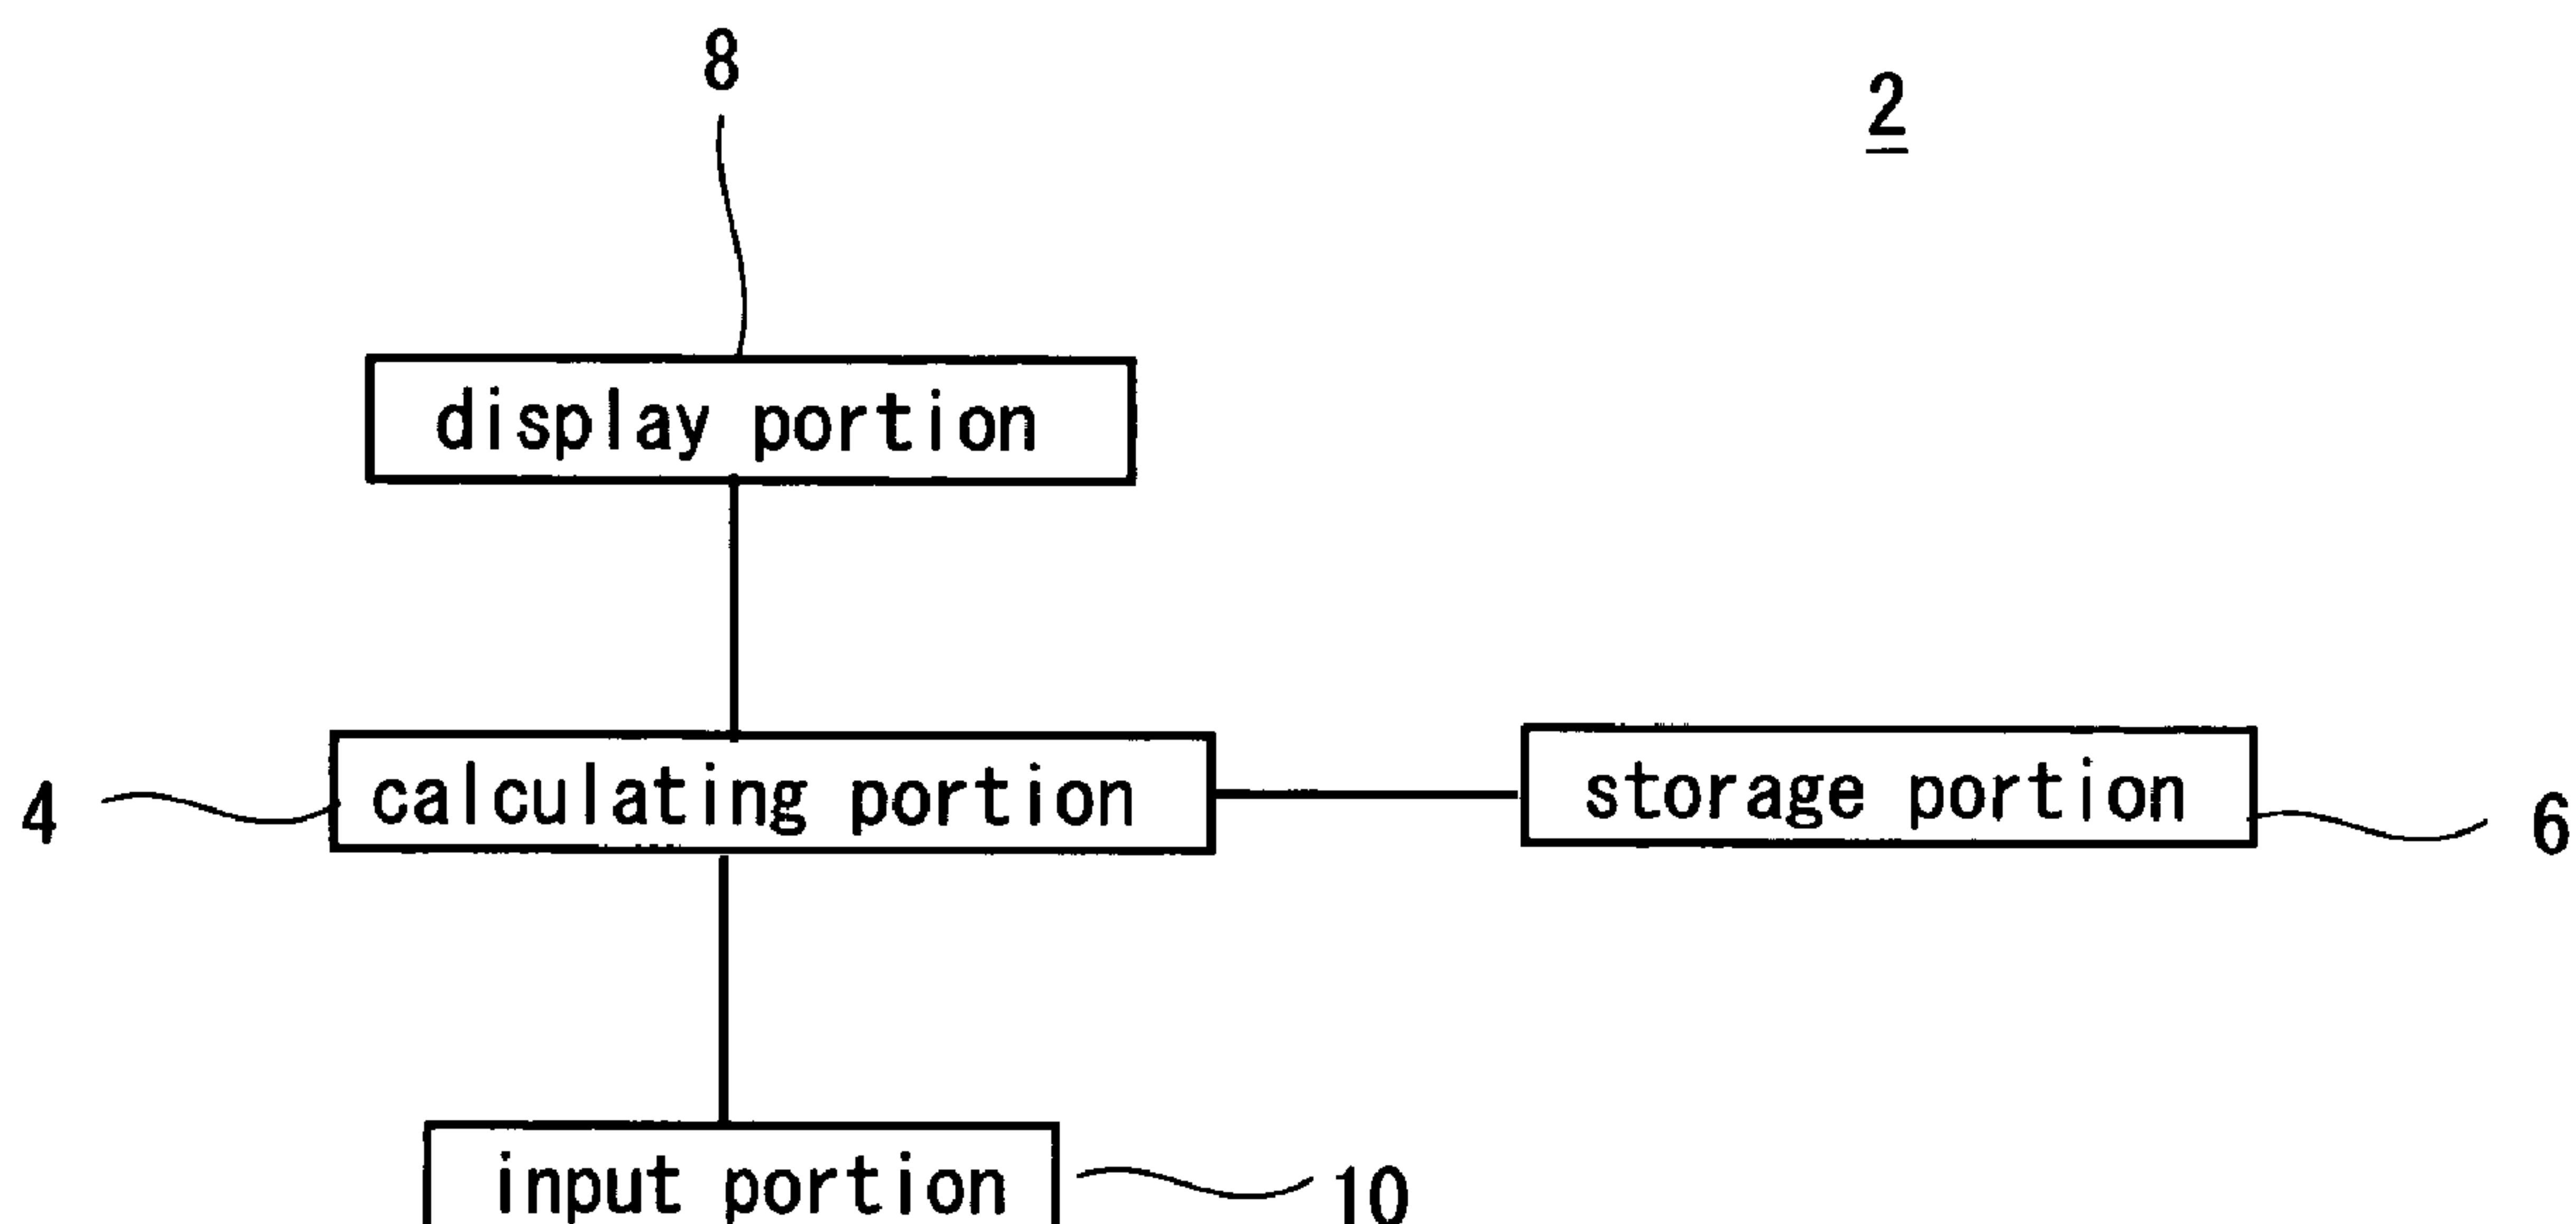 8
2
display portion
4
calculating portion
storage portion
6
input portion
10